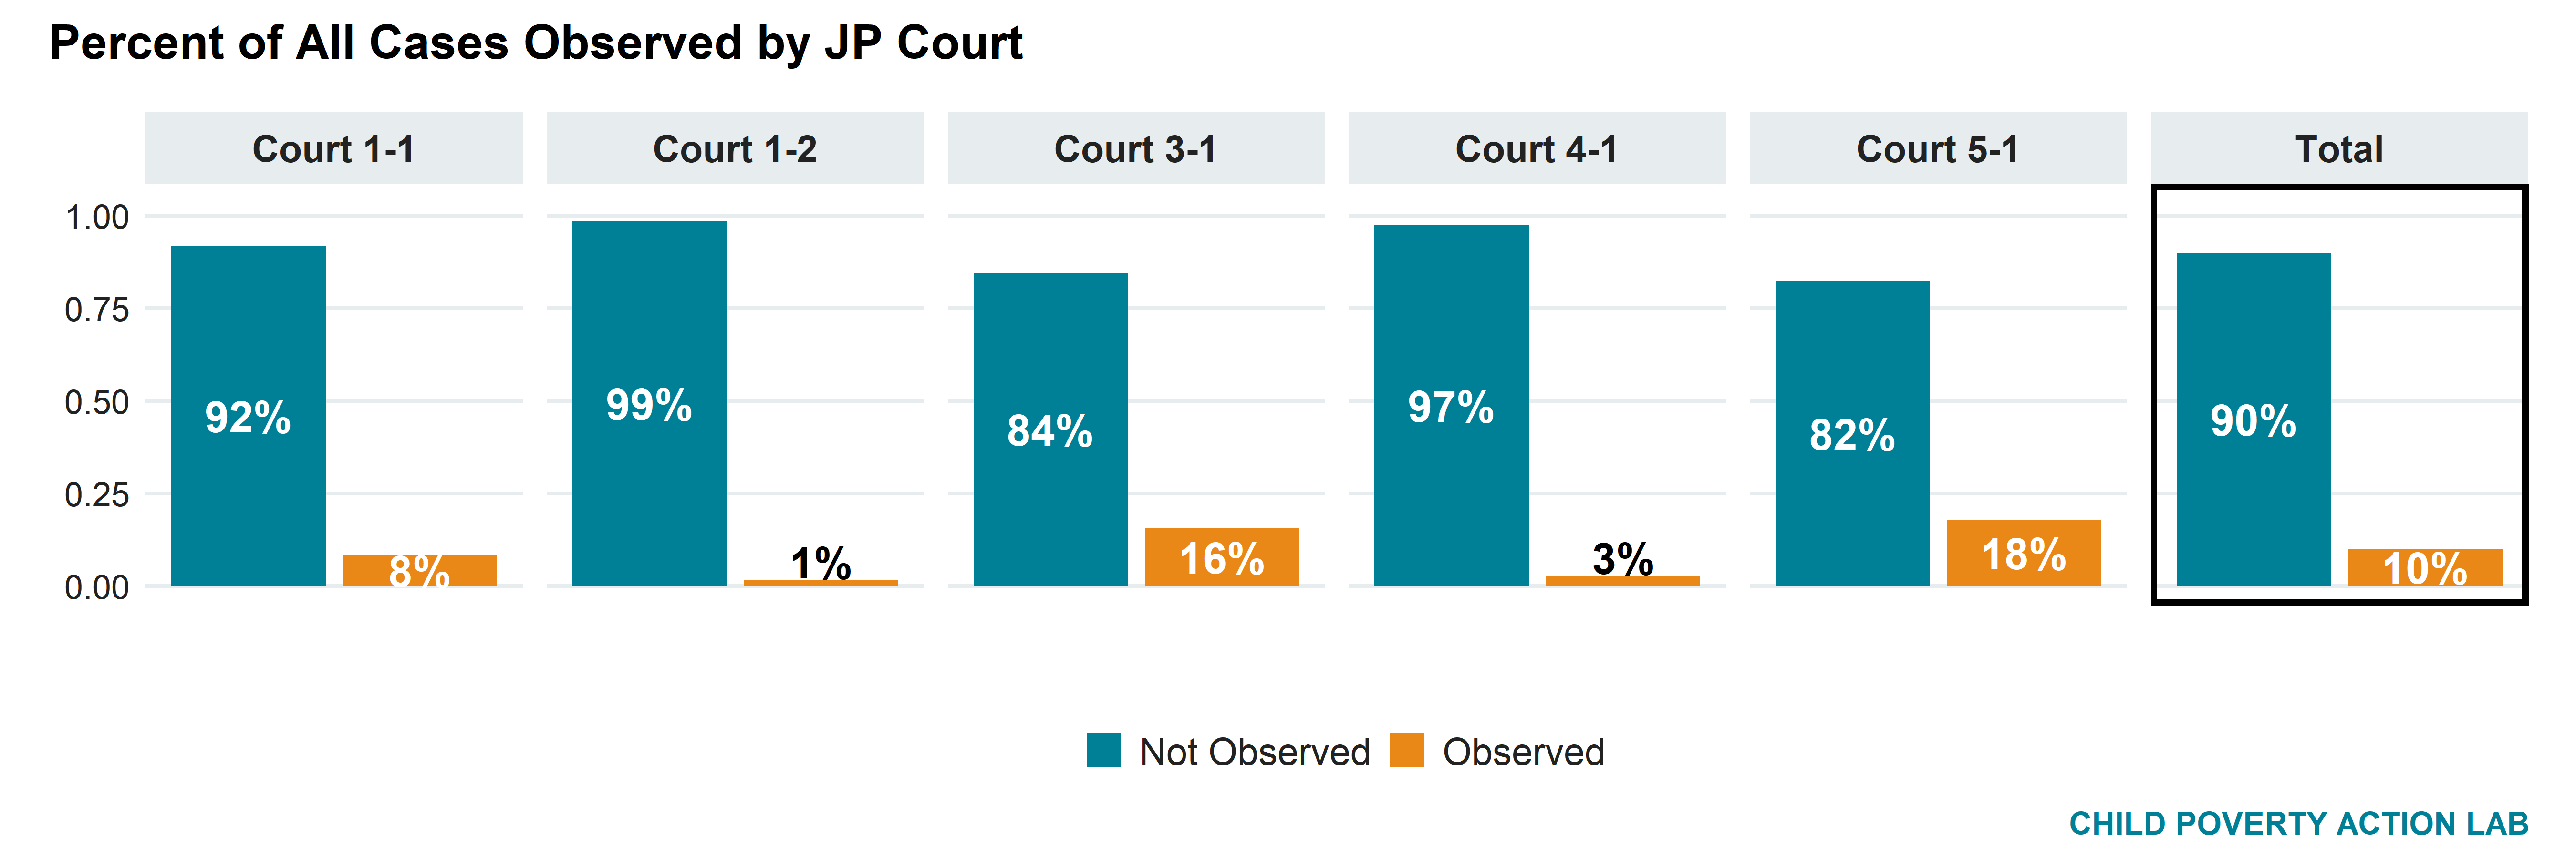 Percent of All Cases Observed by JP Court
Court 1-1 Court 1-2 Court 3-1 Court 4-1 Court 5-1 Total
1.00
0.75
0.50
0.25
0.00
92% 99% 84% 97% 82% 90%
8% 1% 16% 3% 18% 10%
Not Observed Observed
CHILD POVERTY ACTION LAB